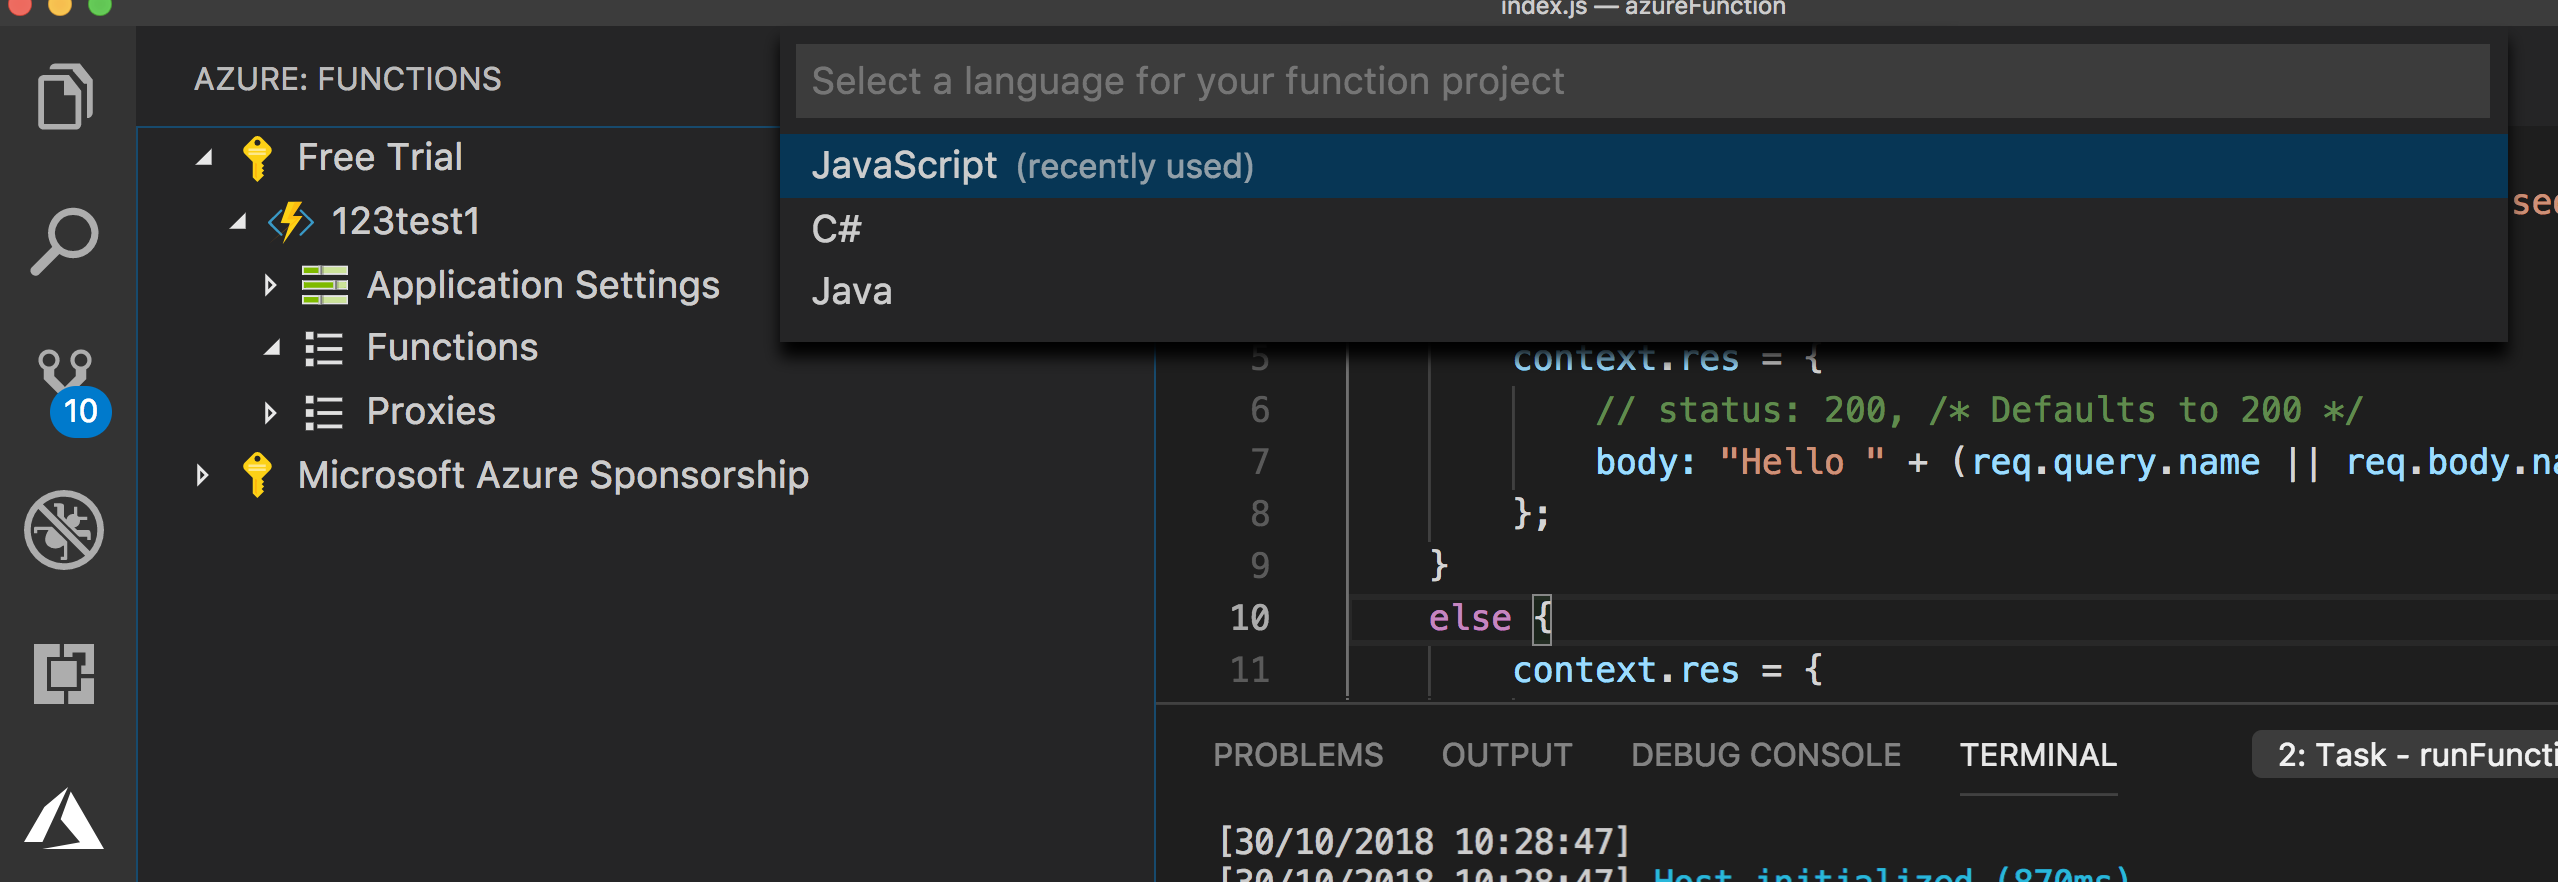 index.js — azureFunction
AZURE: FUNCTIONS
Select a language for your function project
JavaScript (recently used)
C#
Java
Free Trial
123test1
Application Settings
Functions
Proxies
Microsoft Azure Sponsorship
10
5 context.res = {
6 // status: 200, /* Defaults to 200 */
7 body: "Hello " + (req.query.name || req.body.na
8 };
9 }
10 else {
11 context.res = {
PROBLEMS OUTPUT DEBUG CONSOLE TERMINAL 2: Task - runFuncti
[30/10/2018 10:28:47]
[30/10/2018 10:28:47] Host initialized (870ms)